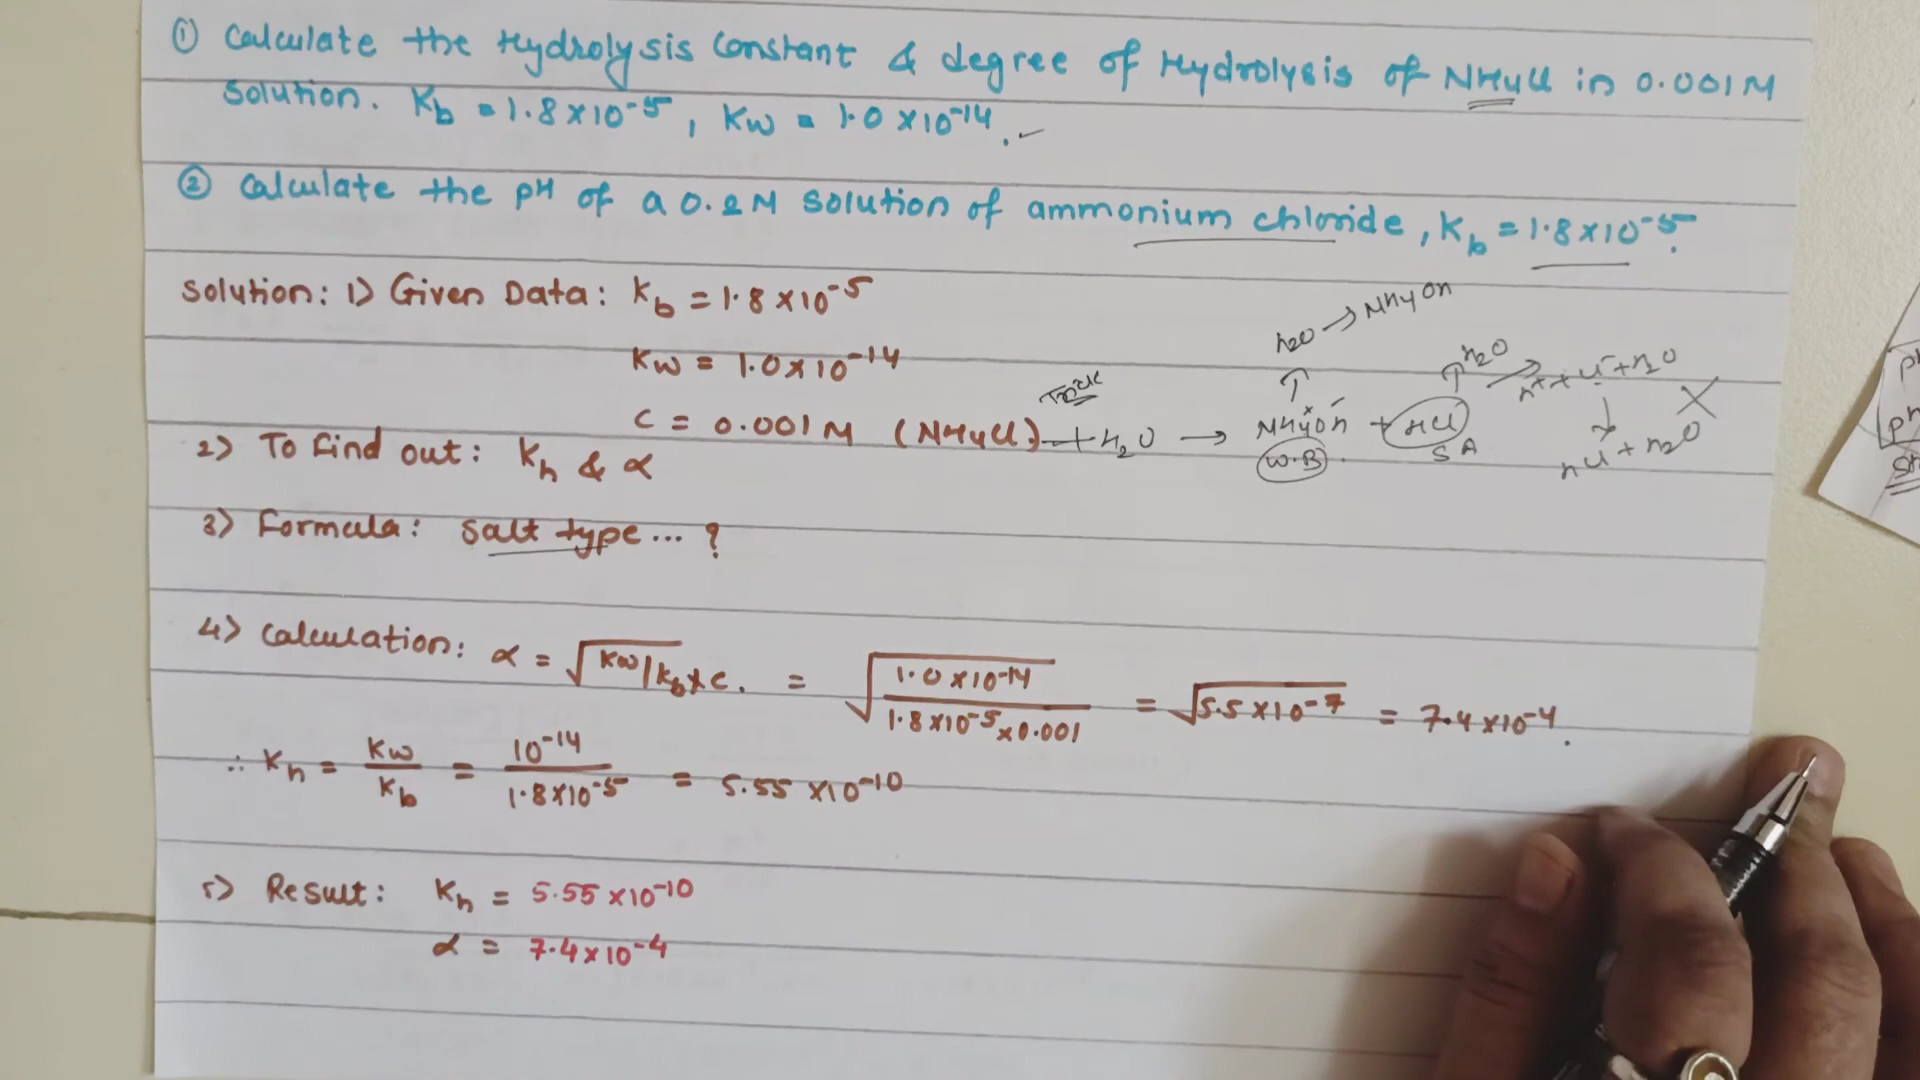 ① Calculate the Hydrolysis Constant & degree of Hydrolysis of NH4Cl in 0.001M
Solution. Kb = 1.8×10⁻⁵, Kw = 1.0×10⁻¹⁴.
② Calculate the pH of a 0.2M solution of ammonium chloride, Kb = 1.8×10⁻⁵.
Solution: 1) Given Data: Kb = 1.8×10⁻⁵
Kw = 1.0×10⁻¹⁴
H2O → NH4OH
H2O → H⁺ + Cl⁻ + H2O
Trick
C = 0.001M (NH4Cl) + H2O → NH4OH + HCl
W.B. SA
HCl + H2O
2) To Find out: Kh & α
3) Formula: Salt type ... ?
4) Calculation: α = √Kw/Kb×C. = √1.0×10⁻¹⁴/1.8×10⁻⁵×0.001 = √5.5×10⁻⁷ = 7.4×10⁻⁴.
∴ Kh = Kw/Kb = 10⁻¹⁴/1.8×10⁻⁵ = 5.55×10⁻¹⁰
5) Result: Kh = 5.55×10⁻¹⁰
α = 7.4×10⁻⁴